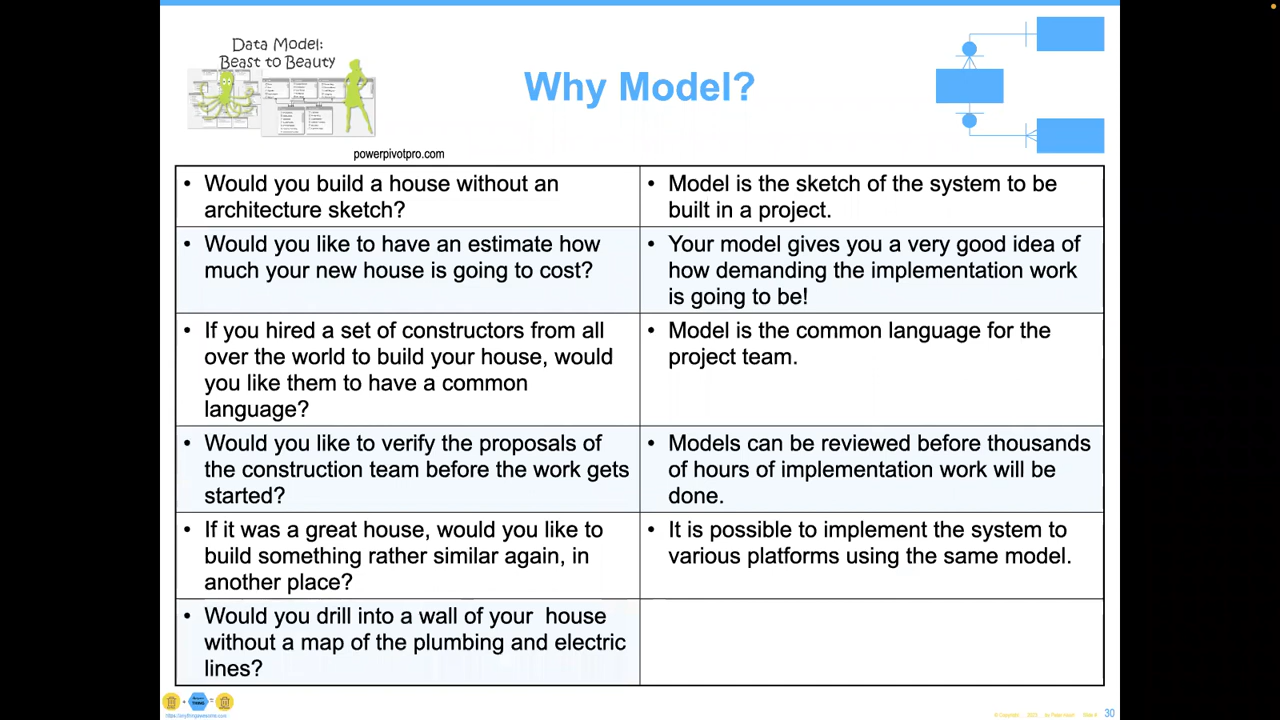 Data Model:
Beast to Beauty
Why Model?
powerpivotpro.com
• Would you build a house without an
architecture sketch?
• Model is the sketch of the system to be
built in a project.
• Would you like to have an estimate how
much your new house is going to cost?
• Your model gives you a very good idea of
how demanding the implementation work
is going to be!
• If you hired a set of constructors from all
over the world to build your house, would
you like them to have a common
language?
• Model is the common language for the
project team.
• Would you like to verify the proposals of
the construction team before the work gets
started?
• Models can be reviewed before thousands
of hours of implementation work will be
done.
• If it was a great house, would you like to
build something rather similar again, in
another place?
• It is possible to implement the system to
various platforms using the same model.
• Would you drill into a wall of your house
without a map of the plumbing and electric
lines?
30